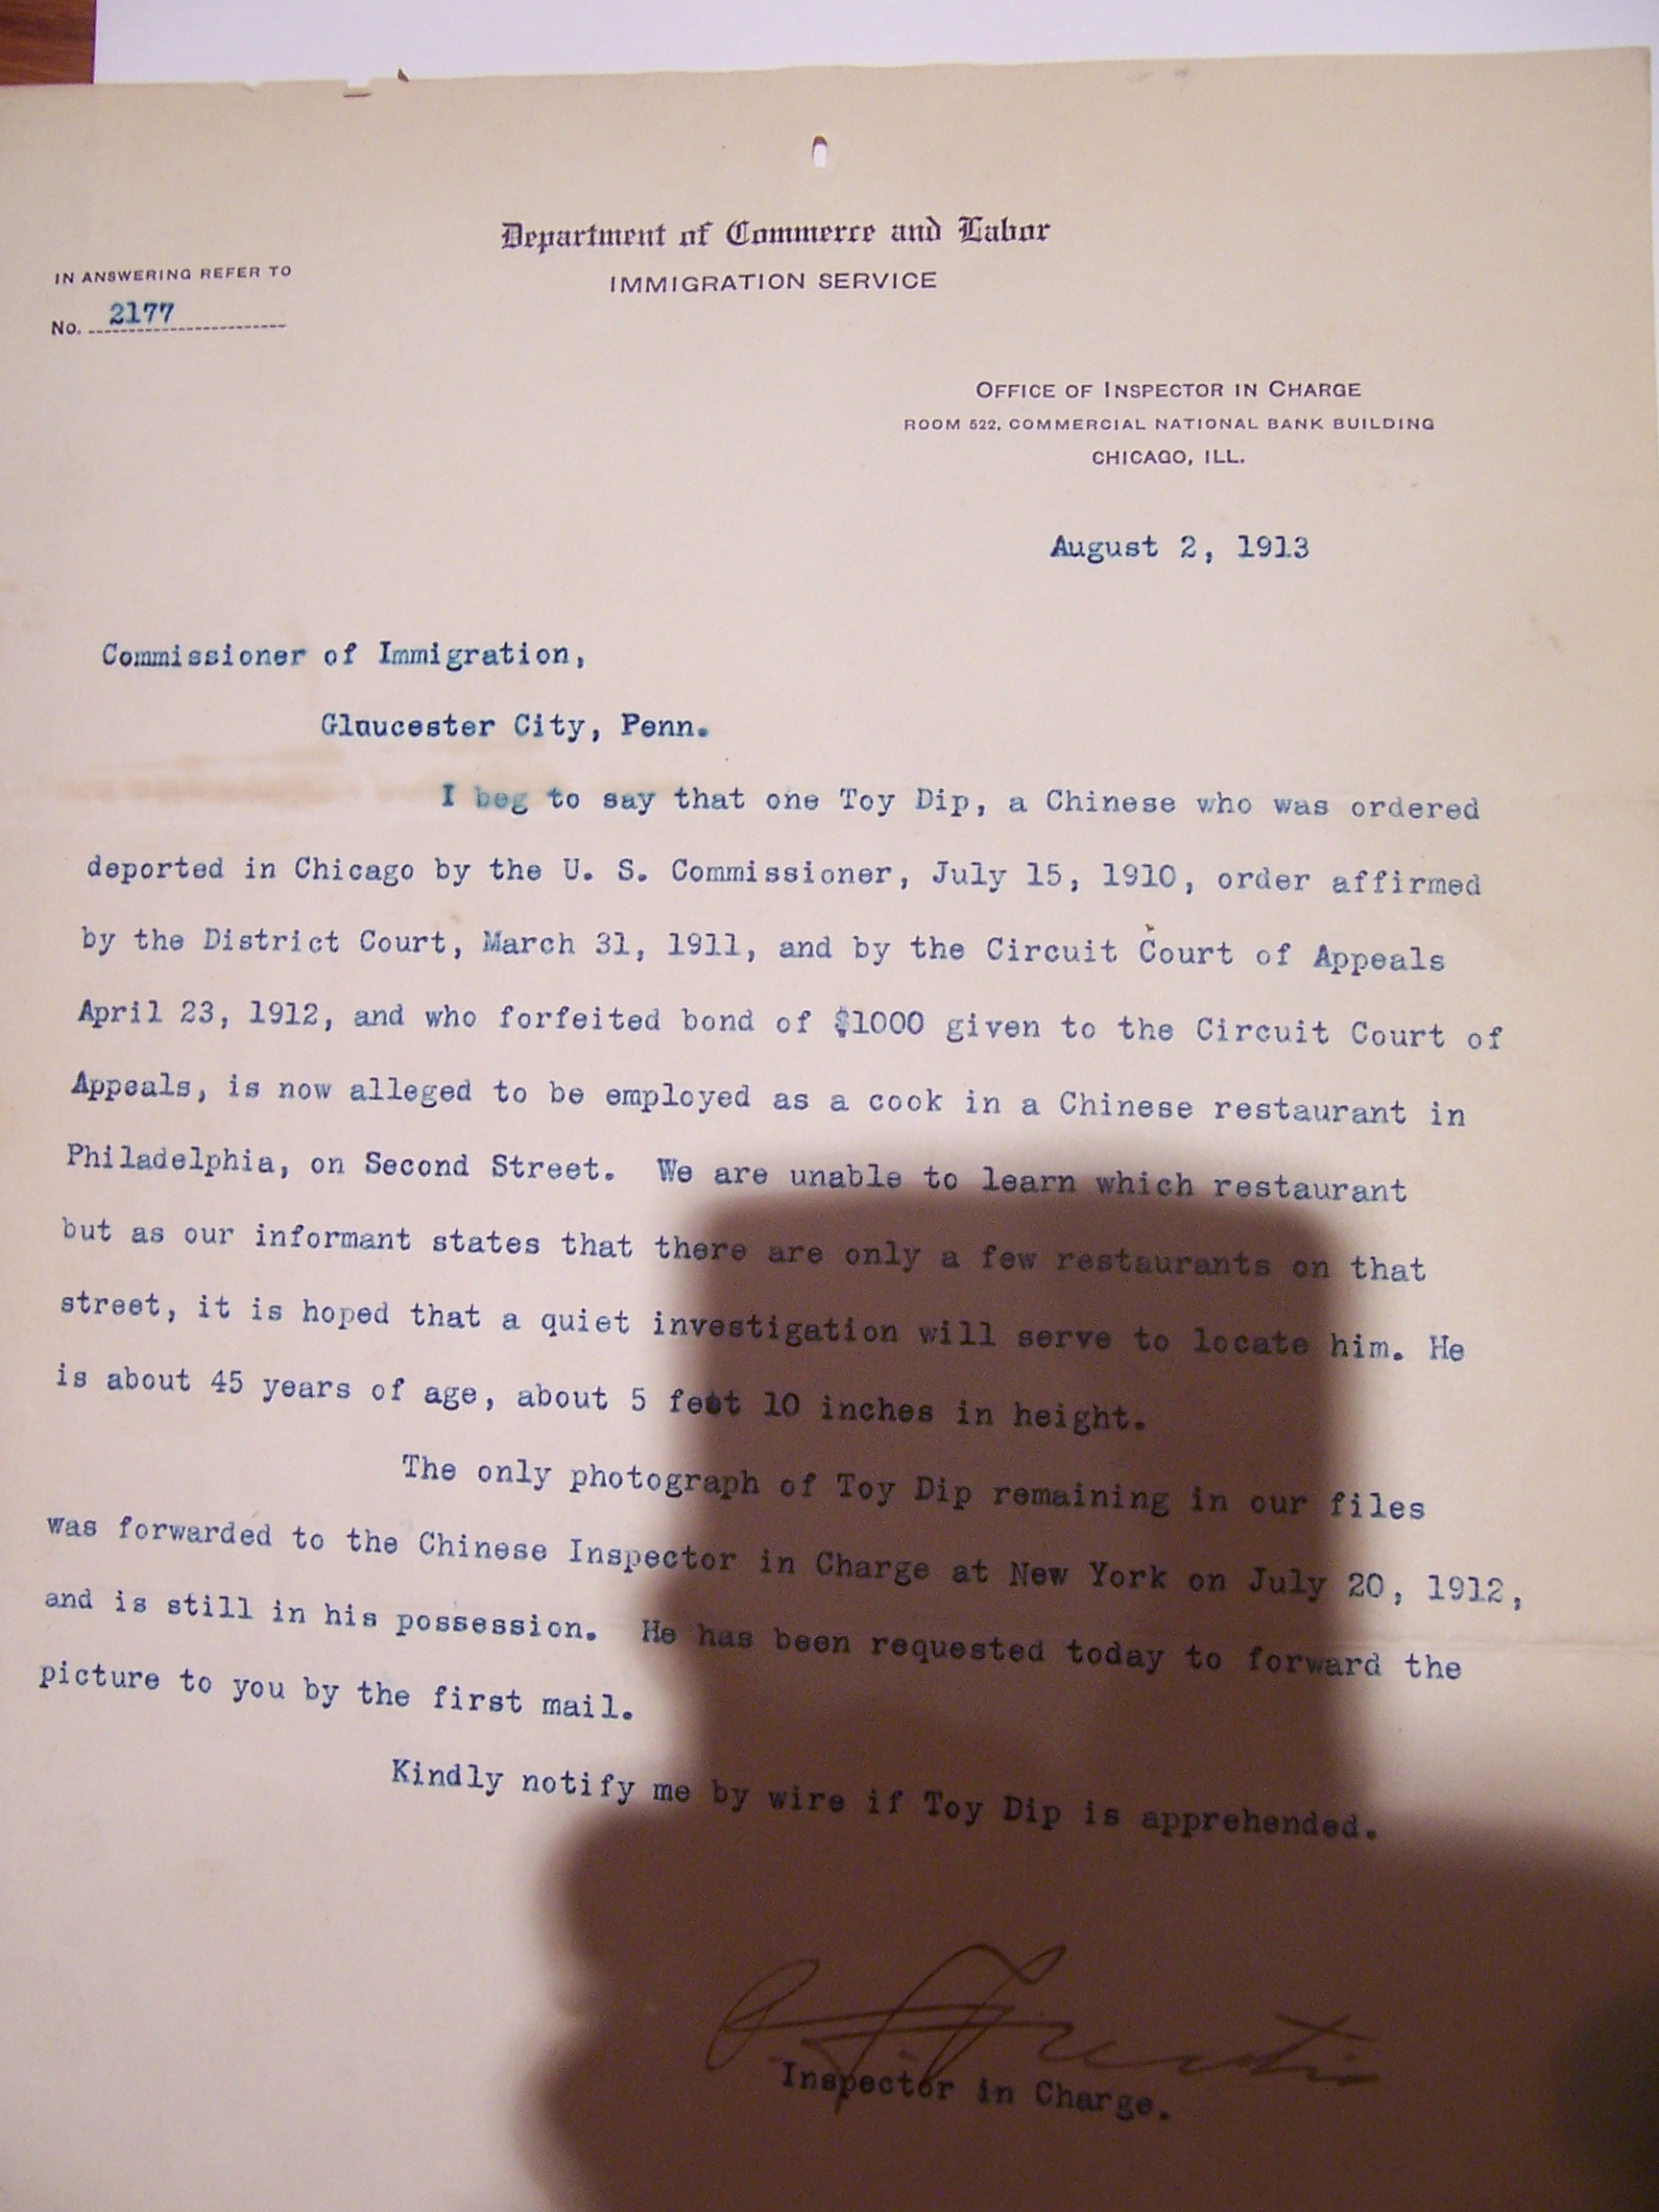 Department of Commerce and Labor
IMMIGRATION SERVICE
IN ANSWERING REFER TO
No. 2177
OFFICE OF INSPECTOR IN CHARGE
ROOM 522, COMMERCIAL NATIONAL BANK BUILDING
CHICAGO, ILL.
August 2, 1913
Commissioner of Immigration,
Gloucester City, Penn.
I beg to say that one Toy Dip, a Chinese who was ordered
deported in Chicago by the U. S. Commissioner, July 15, 1910, order affirmed
by the District Court, March 31, 1911, and by the Circuit Court of Appeals
April 23, 1912, and who forfeited bond of $1000 given to the Circuit Court of
Appeals, is now alleged to be employed as a cook in a Chinese restaurant in
Philadelphia, on Second Street. We are unable to learn which restaurant
but as our informant states that there are only a few restaurants on that
street, it is hoped that a quiet investigation will serve to locate him. He
is about 45 years of age, about 5 feet 10 inches in height.
The only photograph of Toy Dip remaining in our files
was forwarded to the Chinese Inspector in Charge at New York on July 20, 1912,
and is still in his possession. He has been requested today to forward the
picture to you by the first mail.
Kindly notify me by wire if Toy Dip is apprehended.
Inspector in Charge.